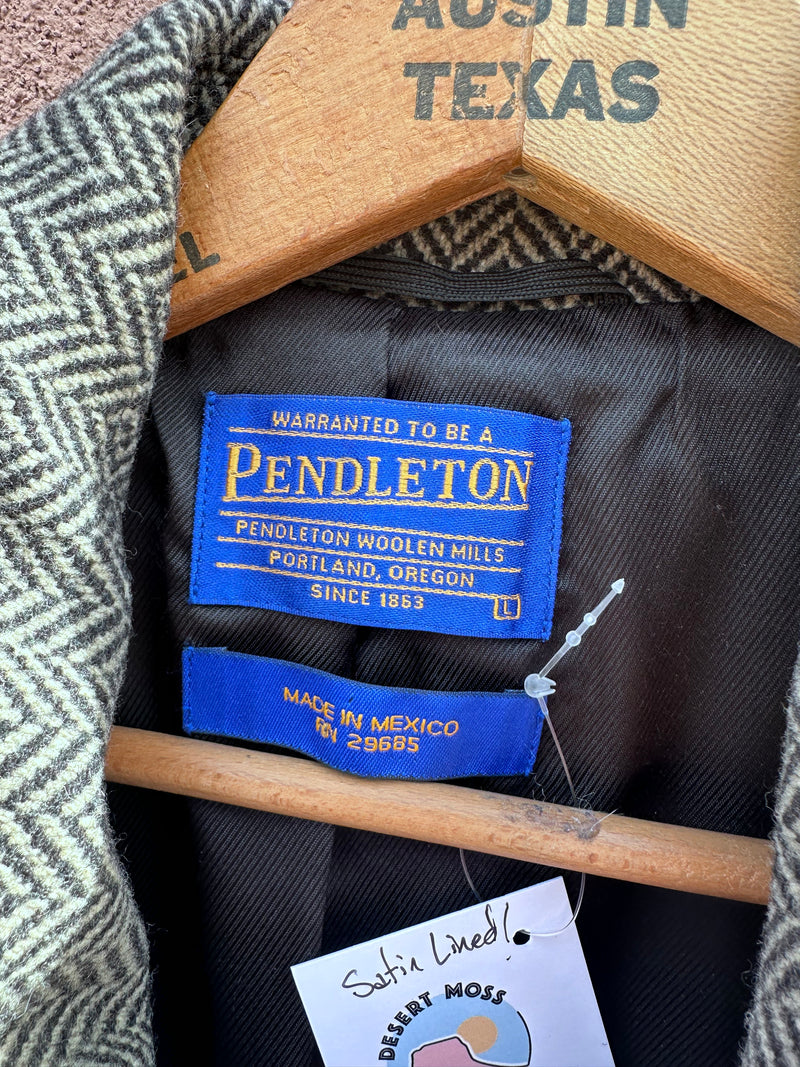 AUSTIN
TEXAS
WARRANTED TO BE A
PENDLETON
PENDLETON WOOLEN MILLS
PORTLAND, OREGON
SINCE 1863
L
MADE IN MEXICO
RN 29685
Satin Lined!
DESERT MOSS